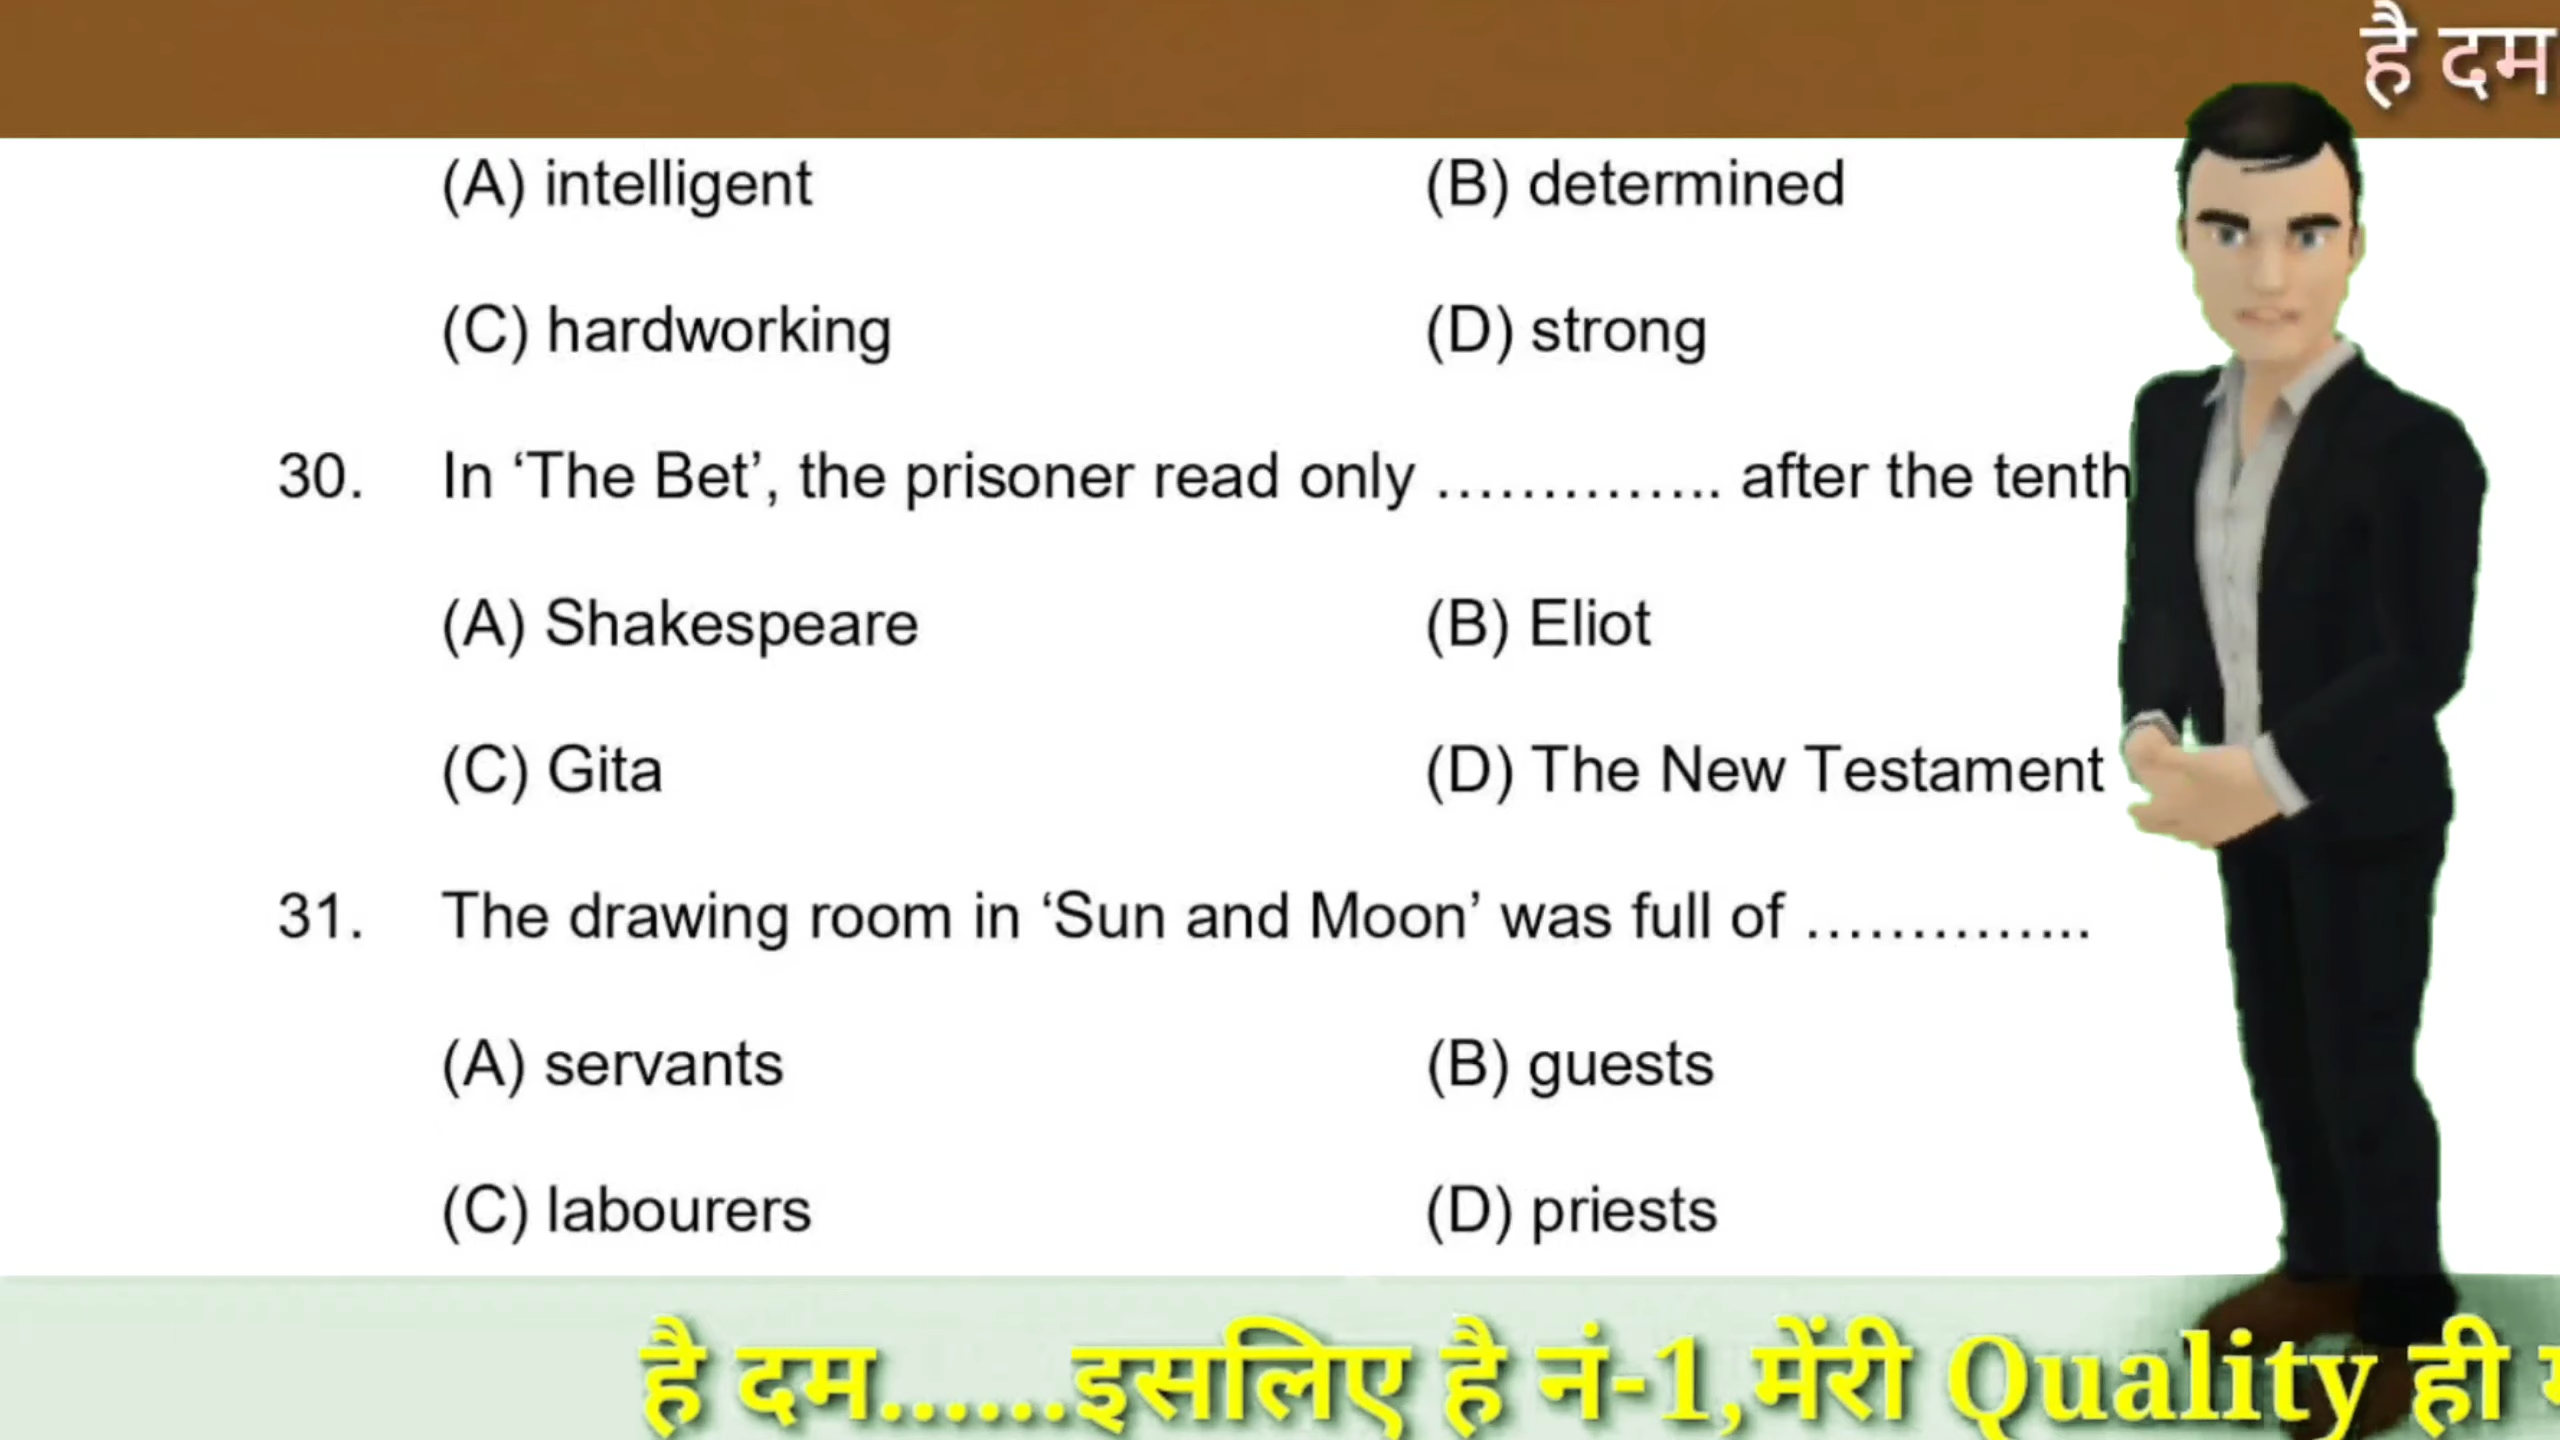 है दम
(A) intelligent (B) determined
(C) hardworking (D) strong
30. In ‘The Bet’, the prisoner read only ………….. after the tenth
(A) Shakespeare (B) Eliot
(C) Gita (D) The New Testament
31. The drawing room in ‘Sun and Moon’ was full of …………..
(A) servants (B) guests
(C) labourers (D) priests
है दम......इसलिए है नं-1,मेंरी Quality ही